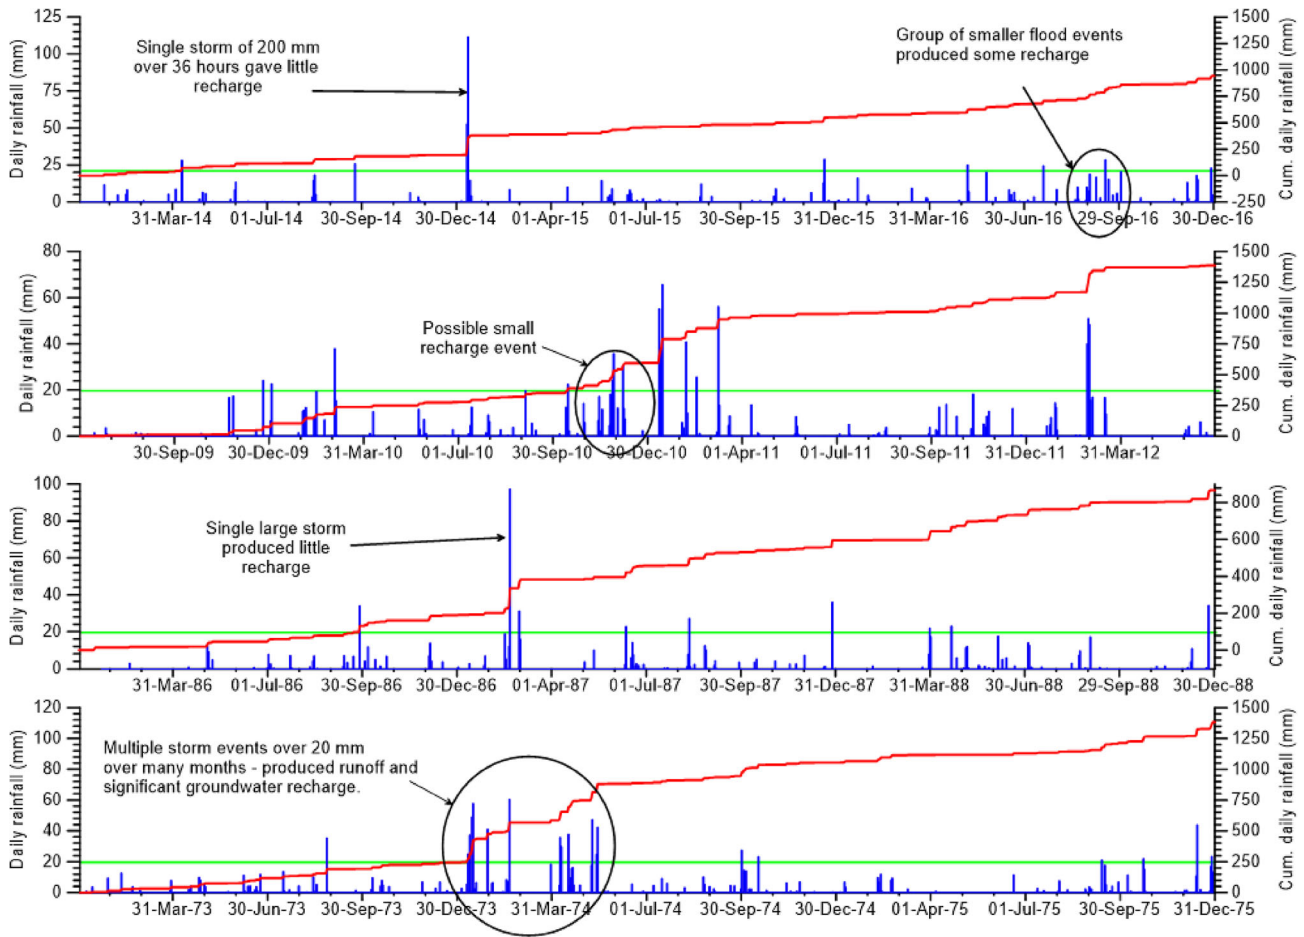 Daily rainfall (mm)
125
100
75
50
25
0
Single storm of 200 mm
over 36 hours gave little
recharge
Group of smaller flood events
produced some recharge
1500
1250
1000
750
500
250
0
-250
Cum. daily rainfall (mm)
31-Mar-14 01-Jul-14 30-Sep-14 30-Dec-14 01-Apr-15 01-Jul-15 30-Sep-15 31-Dec-15 31-Mar-16 30-Jun-16 29-Sep-16 30-Dec-16
Daily rainfall (mm)
80
60
40
20
0
Possible small
recharge event
1500
1250
1000
750
500
250
0
Cum. daily rainfall (mm)
30-Sep-09 30-Dec-09 31-Mar-10 01-Jul-10 30-Sep-10 30-Dec-10 01-Apr-11 01-Jul-11 30-Sep-11 31-Dec-11 31-Mar-12
Daily rainfall (mm)
100
80
60
40
20
0
Single large storm
produced little
recharge
800
600
400
200
0
Cum. daily rainfall (mm)
31-Mar-86 01-Jul-86 30-Sep-86 30-Dec-86 01-Apr-87 01-Jul-87 30-Sep-87 31-Dec-87 31-Mar-88 30-Jun-88 29-Sep-88 30-Dec-88
Daily rainfall (mm)
120
100
80
60
40
20
0
Multiple storm events over 20 mm
over many months - produced runoff and
significant groundwater recharge.
1500
1250
1000
750
500
250
0
Cum. daily rainfall (mm)
31-Mar-73 30-Jun-73 30-Sep-73 30-Dec-73 31-Mar-74 01-Jul-74 30-Sep-74 30-Dec-74 01-Apr-75 01-Jul-75 30-Sep-75 31-Dec-75